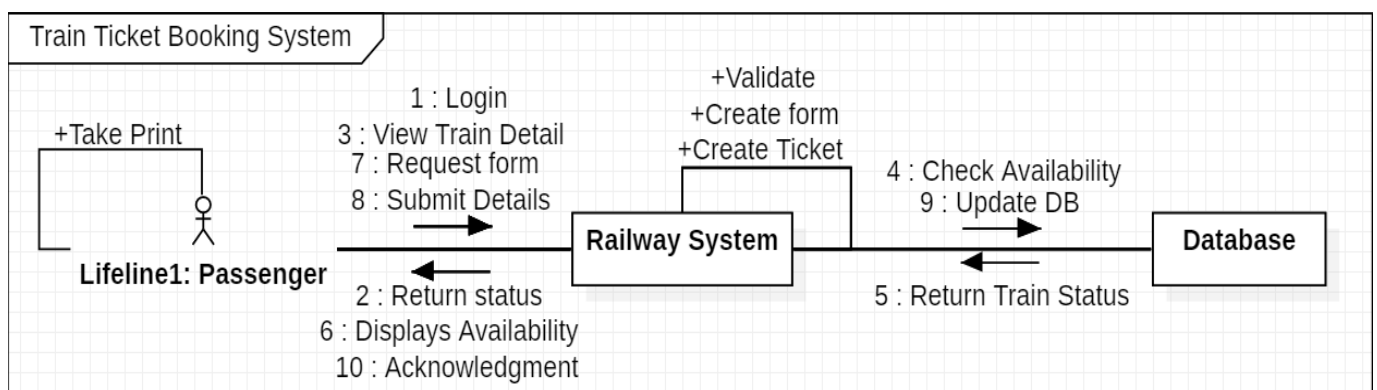 Train Ticket Booking System
+Take Print
1 : Login
3 : View Train Detail
7 : Request form
8 : Submit Details
+Validate
+Create form
+Create Ticket
4 : Check Availability
9 : Update DB
Railway System
Database
Lifeline1: Passenger
2 : Return status
6 : Displays Availability
10 : Acknowledgment
5 : Return Train Status